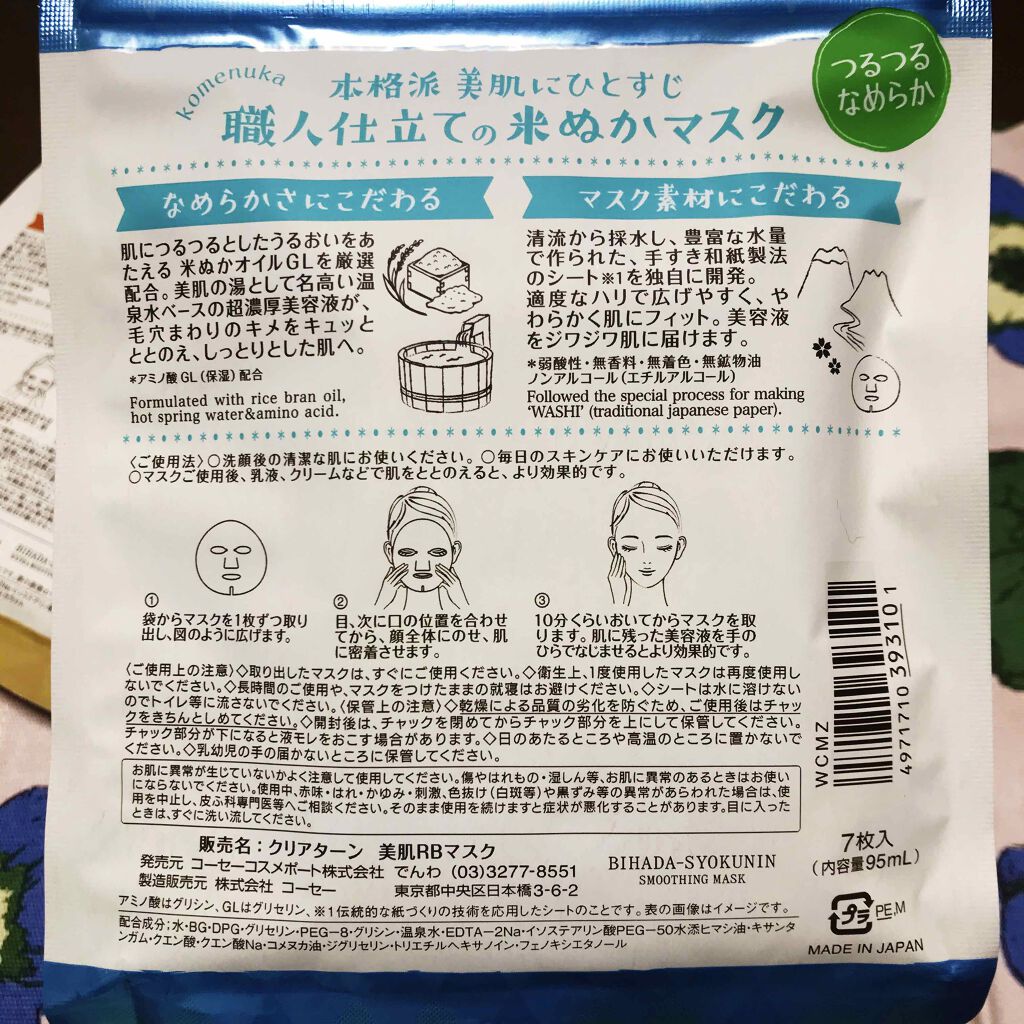 komenuka
本格派 美肌にひとすじ
職人仕立ての米ぬかマスク
つるつる
なめらか
なめらかさにこだわる
肌につるつるとしたうるおいをあ
たえる 米ぬかオイルGLを厳選
配合。美肌の湯として名高い温
泉水ベースの超濃厚美容液が、
毛穴まわりのキメをキュッと
ととのえ、しっとりとした肌へ。
*アミノ酸GL(保湿)配合
Formulated with rice bran oil,
hot spring water&amino acid.
マスク素材にこだわる
清流から採水し、豊富な水量
で作られた、手すき和紙製法
のシート※1を独自に開発。
適度なハリで広げやすく、や
わらかく肌にフィット。美容液
をジワジワ肌に届けます。
*弱酸性・無香料・無着色・無鉱物油
ノンアルコール(エチルアルコール)
Followed the special process for making
'WASHI' (traditional japanese paper).
〈ご使用法〉○洗顔後の清潔な肌にお使いください。○毎日のスキンケアにお使いいただけます。
○マスクご使用後、乳液、クリームなどで肌をととのえると、より効果的です。
①
袋からマスクを1枚ずつ取り
出し、図のように広げます。
②
目、次に口の位置を合わせ
てから、顔全体にのせ、肌
に密着させます。
③
10分くらいおいてからマスクを取
ります。肌に残った美容液を手の
ひらでなじませるとより効果的です。
〈ご使用上の注意〉◇取り出したマスクは、すぐにご使用ください。◇衛生上、1度使用したマスクは再度使用し
ないでください。◇長時間のご使用や、マスクをつけたままの就寝はお避けください。◇シートは水に溶けない
のでトイレ等に流さないでください。〈保管上の注意〉◇乾燥による品質の劣化を防ぐため、ご使用後はチャッ
クをきちんとしめてください。◇開封後は、チャックを閉めてからチャック部分を上にして保管してください。
チャック部分が下になると液モレをおこす場合があります。◇日のあたるところや高温のところに置かないで
ください。◇乳幼児の手の届かないところに保管してください。
お肌に異常が生じていないかよく注意して使用してください。傷やはれもの・湿しん等、お肌に異常のあるときはお使い
にならないでください。使用中、赤味・はれ・かゆみ・刺激、色抜け(白斑等)や黒ずみ等の異常があらわれた場合は、使
用を中止し、皮ふ科専門医等へご相談ください。そのまま使用を続けますと症状が悪化することがあります。目に入った
ときは、すぐに洗い流してください。
WCMZ
4971710 393101
販売名:クリアターン 美肌RBマスク
発売元 コーセーコスメポート株式会社 でんわ (03)3277-8551
製造販売元 株式会社 コーセー 東京都中央区日本橋3-6-2
BIHADA-SYOKUNIN
SMOOTHING MASK
7枚入
(内容量95mL)
アミノ酸はグリシン、GLはグリセリン、※1伝統的な紙づくりの技術を応用したシートのことです。表の画像はイメージです。
配合成分:水・BG・DPG・グリセリン・PEG-8・グリシン・温泉水・EDTA-2Na・イソステアリン酸PEG-50水添ヒマシ油・キサンタ
ンガム・クエン酸・クエン酸Na・コメヌカ油・ジグリセリン・トリエチルヘキサノイン・フェノキシエタノール
プラ
PE,M
MADE IN JAPAN